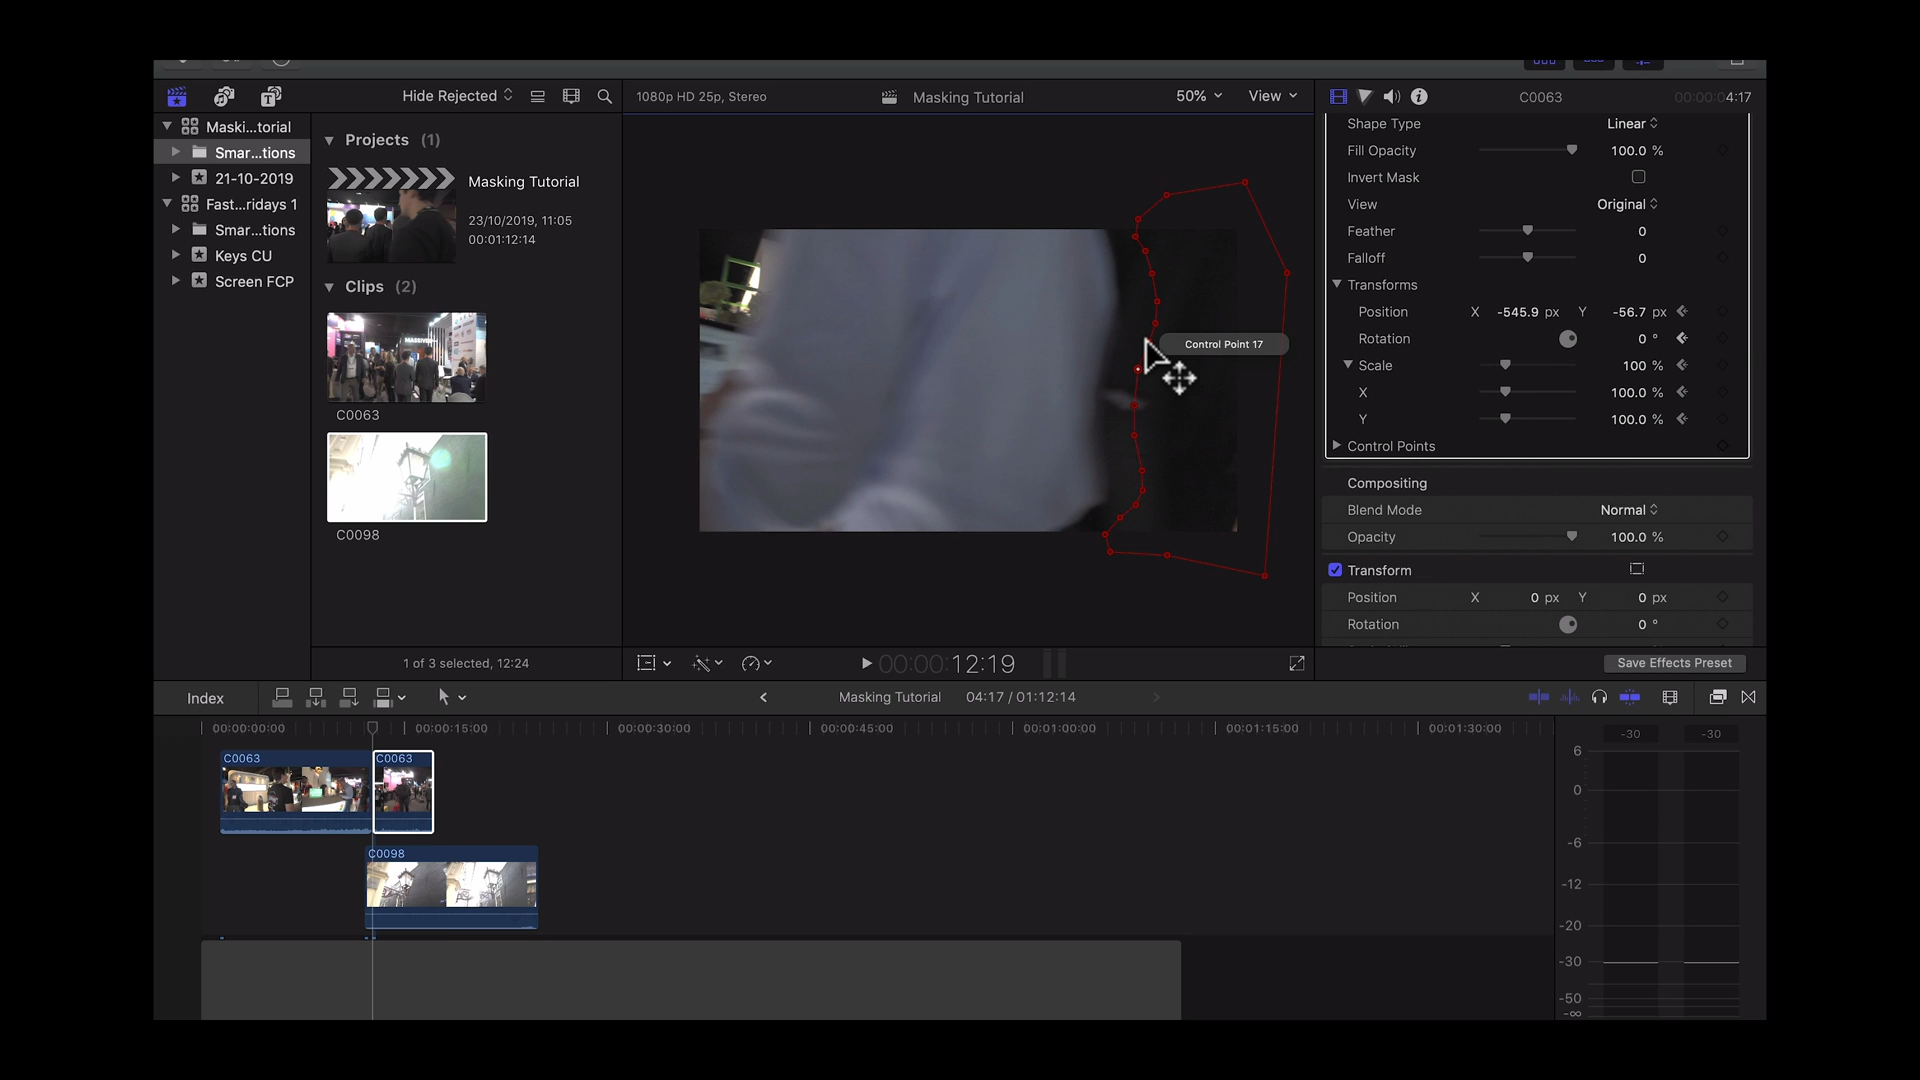 Hide Rejected
1080p HD 25p, Stereo
Masking Tutorial
50%
View
C0063
00:00:04:17
Maski...torial
Smar...tions
21-10-2019
Fast...ridays 1
Smar...tions
Keys CU
Screen FCP
Projects (1)
Masking Tutorial
23/10/2019, 11:05
00:01:12:14
Clips (2)
C0063
C0098
1 of 3 selected, 12:24
Control Point 17
00:00:12:19
Shape Type Linear
Fill Opacity 100.0 %
Invert Mask
View Original
Feather 0
Falloff 0
Transforms
Position X -545.9 px Y -56.7 px
Rotation 0 °
Scale 100 %
X 100.0 %
Y 100.0 %
Control Points
Compositing
Blend Mode Normal
Opacity 100.0 %
Transform
Position X 0 px Y 0 px
Rotation 0 °
Save Effects Preset
Index
Masking Tutorial 04:17 / 01:12:14
00:00:00:00 00:00:15:00 00:00:30:00 00:00:45:00 00:01:00:00 00:01:15:00 00:01:30:00
C0063
C0063
C0098
-30 -30
6
0
-6
-12
-20
-30
-50
-∞